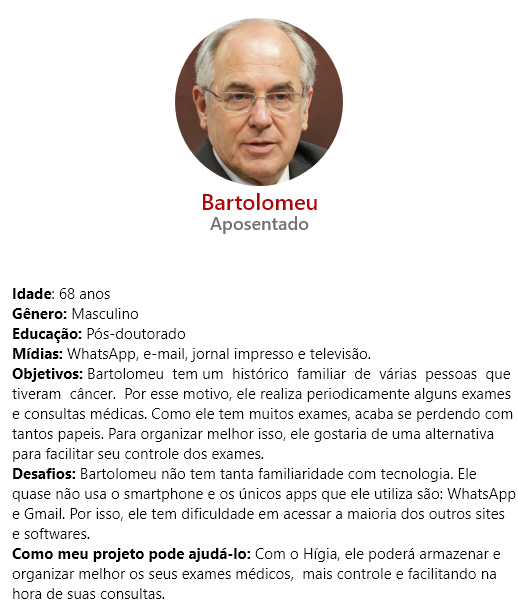 Bartolomeu
Aposentado
Idade: 68 anos
Gênero: Masculino
Educação: Pós-doutorado
Mídias: WhatsApp, e-mail, jornal impresso e televisão.
Objetivos: Bartolomeu tem um histórico familiar de várias pessoas que
tiveram câncer. Por esse motivo, ele realiza periodicamente alguns exames
e consultas médicas. Como ele tem muitos exames, acaba se perdendo com
tantos papeis. Para organizar melhor isso, ele gostaria de uma alternativa
para facilitar seu controle dos exames.
Desafios: Bartolomeu não tem tanta familiaridade com tecnologia. Ele
quase não usa o smartphone e os únicos apps que ele utiliza são: WhatsApp
e Gmail. Por isso, ele tem dificuldade em acessar a maioria dos outros sites
e softwares.
Como meu projeto pode ajudá-lo: Com o Hígia, ele poderá armazenar e
organizar melhor os seus exames médicos, mais controle e facilitando na
hora de suas consultas.